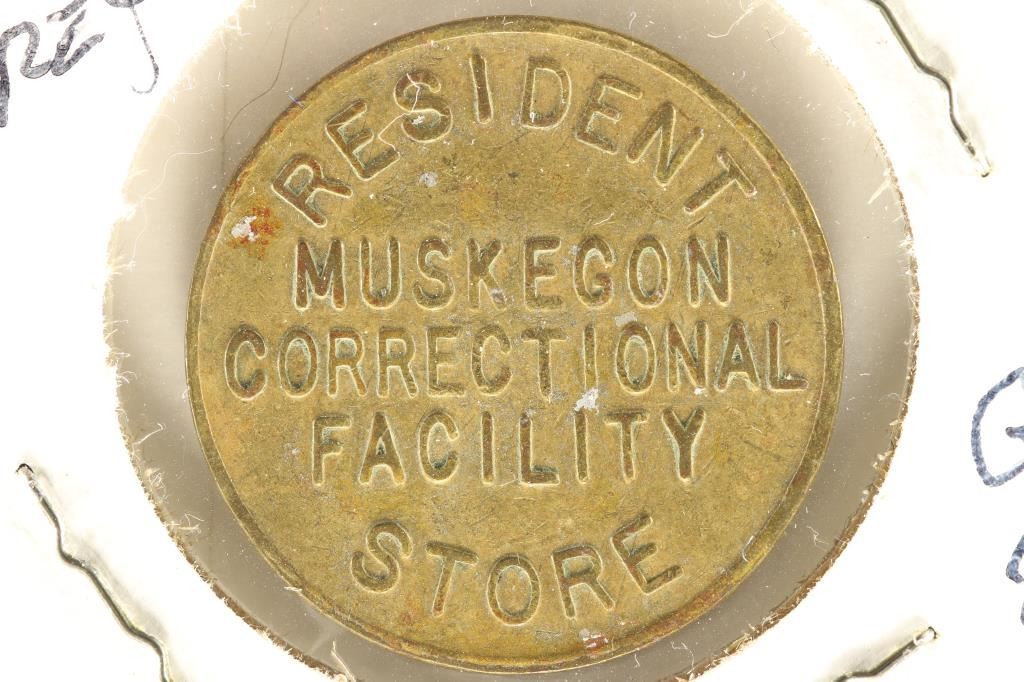 RESIDENT
MUSKEGON
CORRECTIONAL
FACILITY
STORE